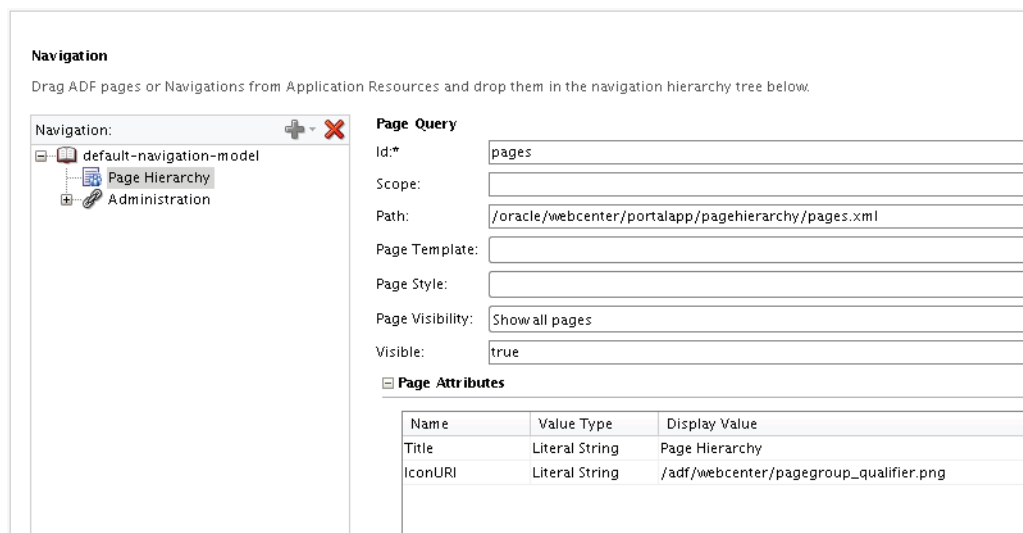 Navigation
Drag ADF pages or Navigations from Application Resources and drop them in the navigation hierarchy tree below.
Navigation:
default-navigation-model
Page Hierarchy
Administration
Page Query
Id:* pages
Scope:
Path: /oracle/webcenter/portalapp/pagehierarchy/pages.xml
Page Template:
Page Style:
Page Visibility: Show all pages
Visible: true
Page Attributes
Name Value Type Display Value
Title Literal String Page Hierarchy
IconURI Literal String /adf/webcenter/pagegroup_qualifier.png